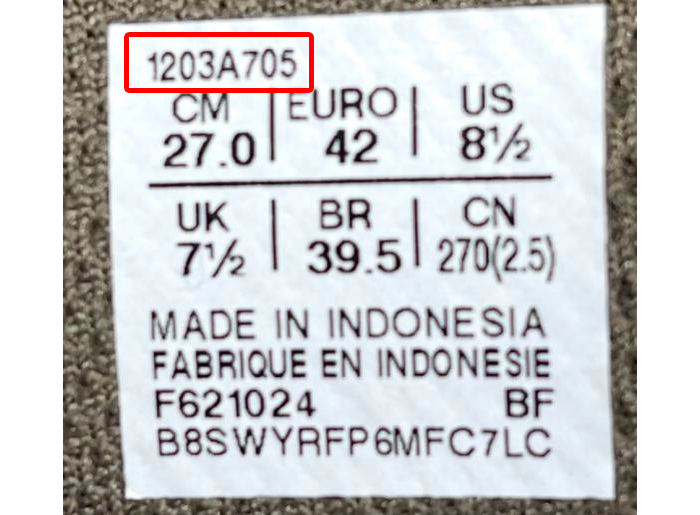 1203A705
CM | EURO | US
27.0 | 42 | 8½
UK | BR | CN
7½ | 39.5 | 270(2.5)
MADE IN INDONESIA
FABRIQUE EN INDONESIE
F621024 BF
B8SWYRFP6MFC7LC